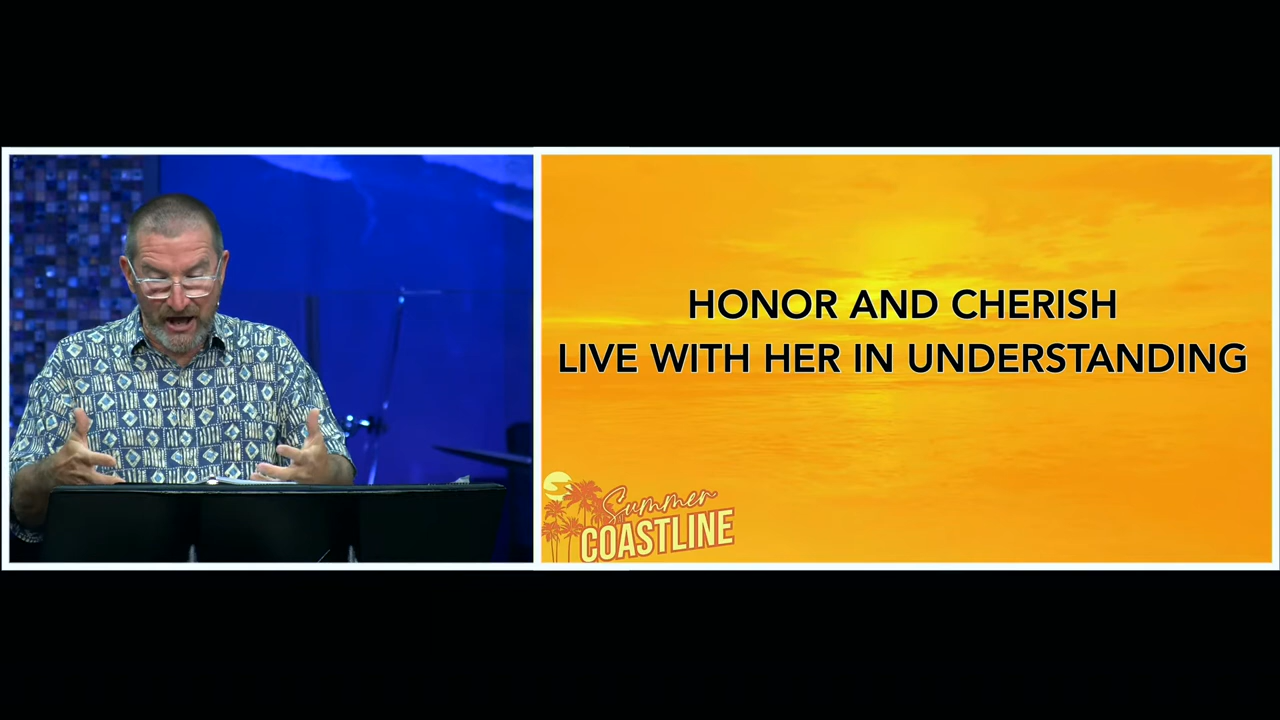 HONOR AND CHERISH
LIVE WITH HER IN UNDERSTANDING
Summer
COASTLINE